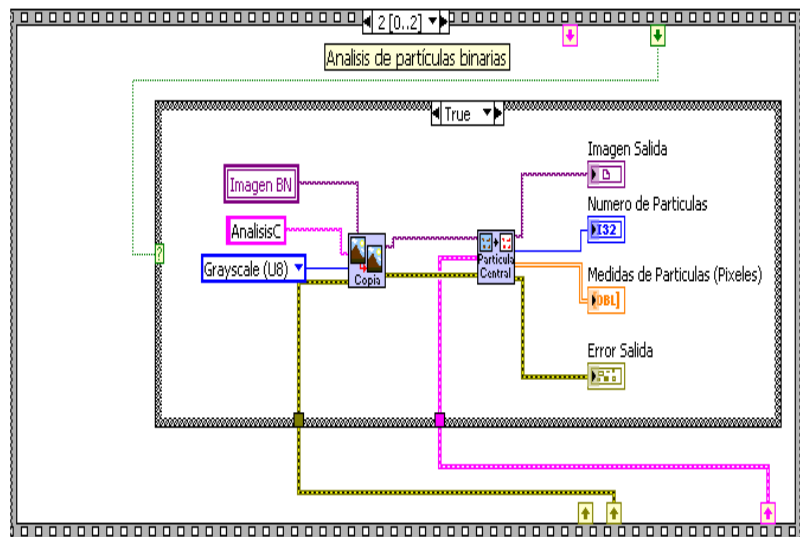 2 [0..2]
Analisis de partículas binarias
True
Imagen Salida
Imagen BN
Numero de Particulas
I32
AnalisisC
Particula
Central
Grayscale (U8)
Copia
Medidas de Particulas (Pixeles)
DBL]
Error Salida
?